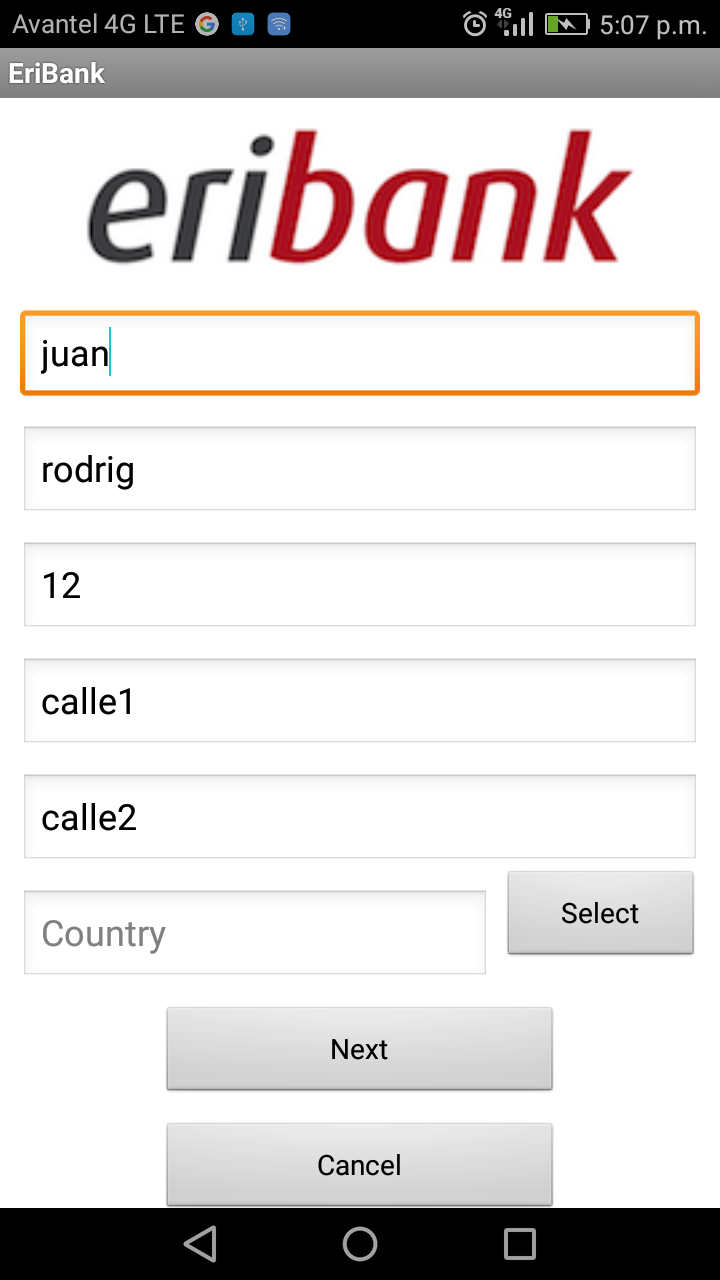 Avantel 4G LTE 4G 5:07 p.m.
EriBank
eribank
juan
rodrig
12
calle1
calle2
Country
Select
Next
Cancel